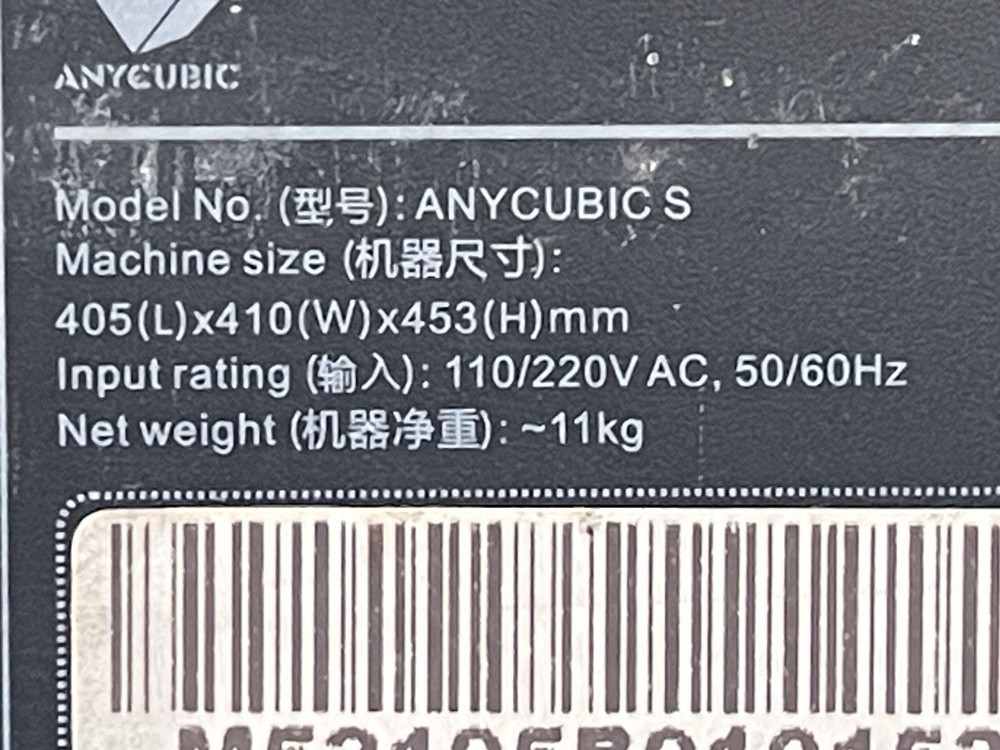 ANYCUBIC
Model No. (型号): ANYCUBIC S
Machine size (机器尺寸):
405(L)x410(W)x453(H)mm
Input rating (输入): 110/220V AC, 50/60Hz
Net weight (机器净重): ~11kg